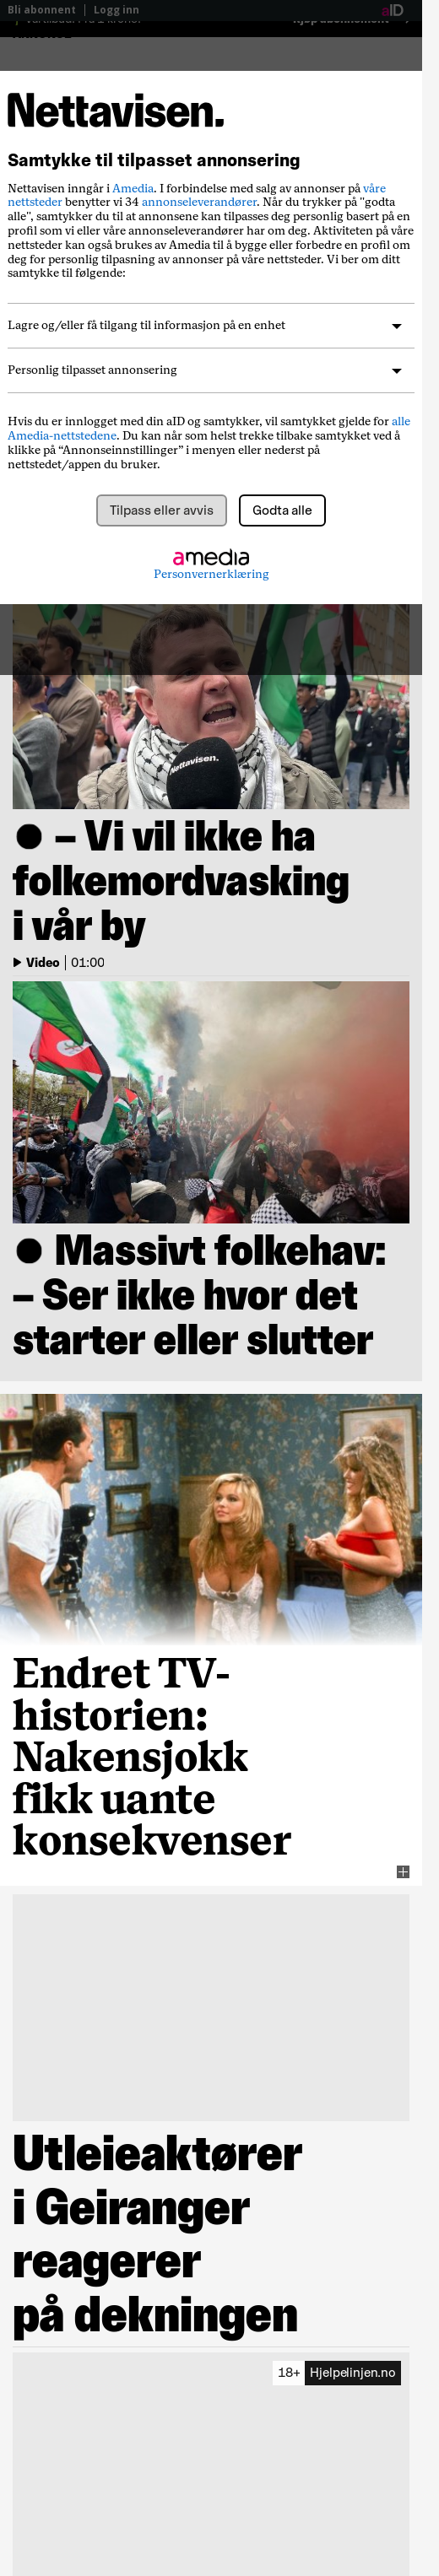 Bli abonnent | Logg inn
aID
Nettavisen.
Samtykke til tilpasset annonsering
Nettavisen inngår i Amedia. I forbindelse med salg av annonser på våre
nettsteder benytter vi 34 annonseleverandører. Når du trykker på "godta
alle", samtykker du til at annonsene kan tilpasses deg personlig basert på en
profil som vi eller våre annonseleverandører har om deg. Aktiviteten på våre
nettsteder kan også brukes av Amedia til å bygge eller forbedre en profil om
deg for personlig tilpasning av annonser på våre nettsteder. Vi ber om ditt
samtykke til følgende:
Lagre og/eller få tilgang til informasjon på en enhet
Personlig tilpasset annonsering
Hvis du er innlogget med din aID og samtykker, vil samtykket gjelde for alle
Amedia-nettstedene. Du kan når som helst trekke tilbake samtykket ved å
klikke på “Annonseinnstillinger” i menyen eller nederst på
nettstedet/appen du bruker.
Tilpass eller avvis
Godta alle
amedia
Personvernerklæring
Nettavisen.
– Vi vil ikke ha
folkemordvasking
i vår by
Video | 01:00
Massivt folkehav:
– Ser ikke hvor det
starter eller slutter
Endret TV-
historien:
Nakensjokk
fikk uante
konsekvenser
Utleieaktører
i Geiranger
reagerer
på dekningen
18+ Hjelpelinjen.no